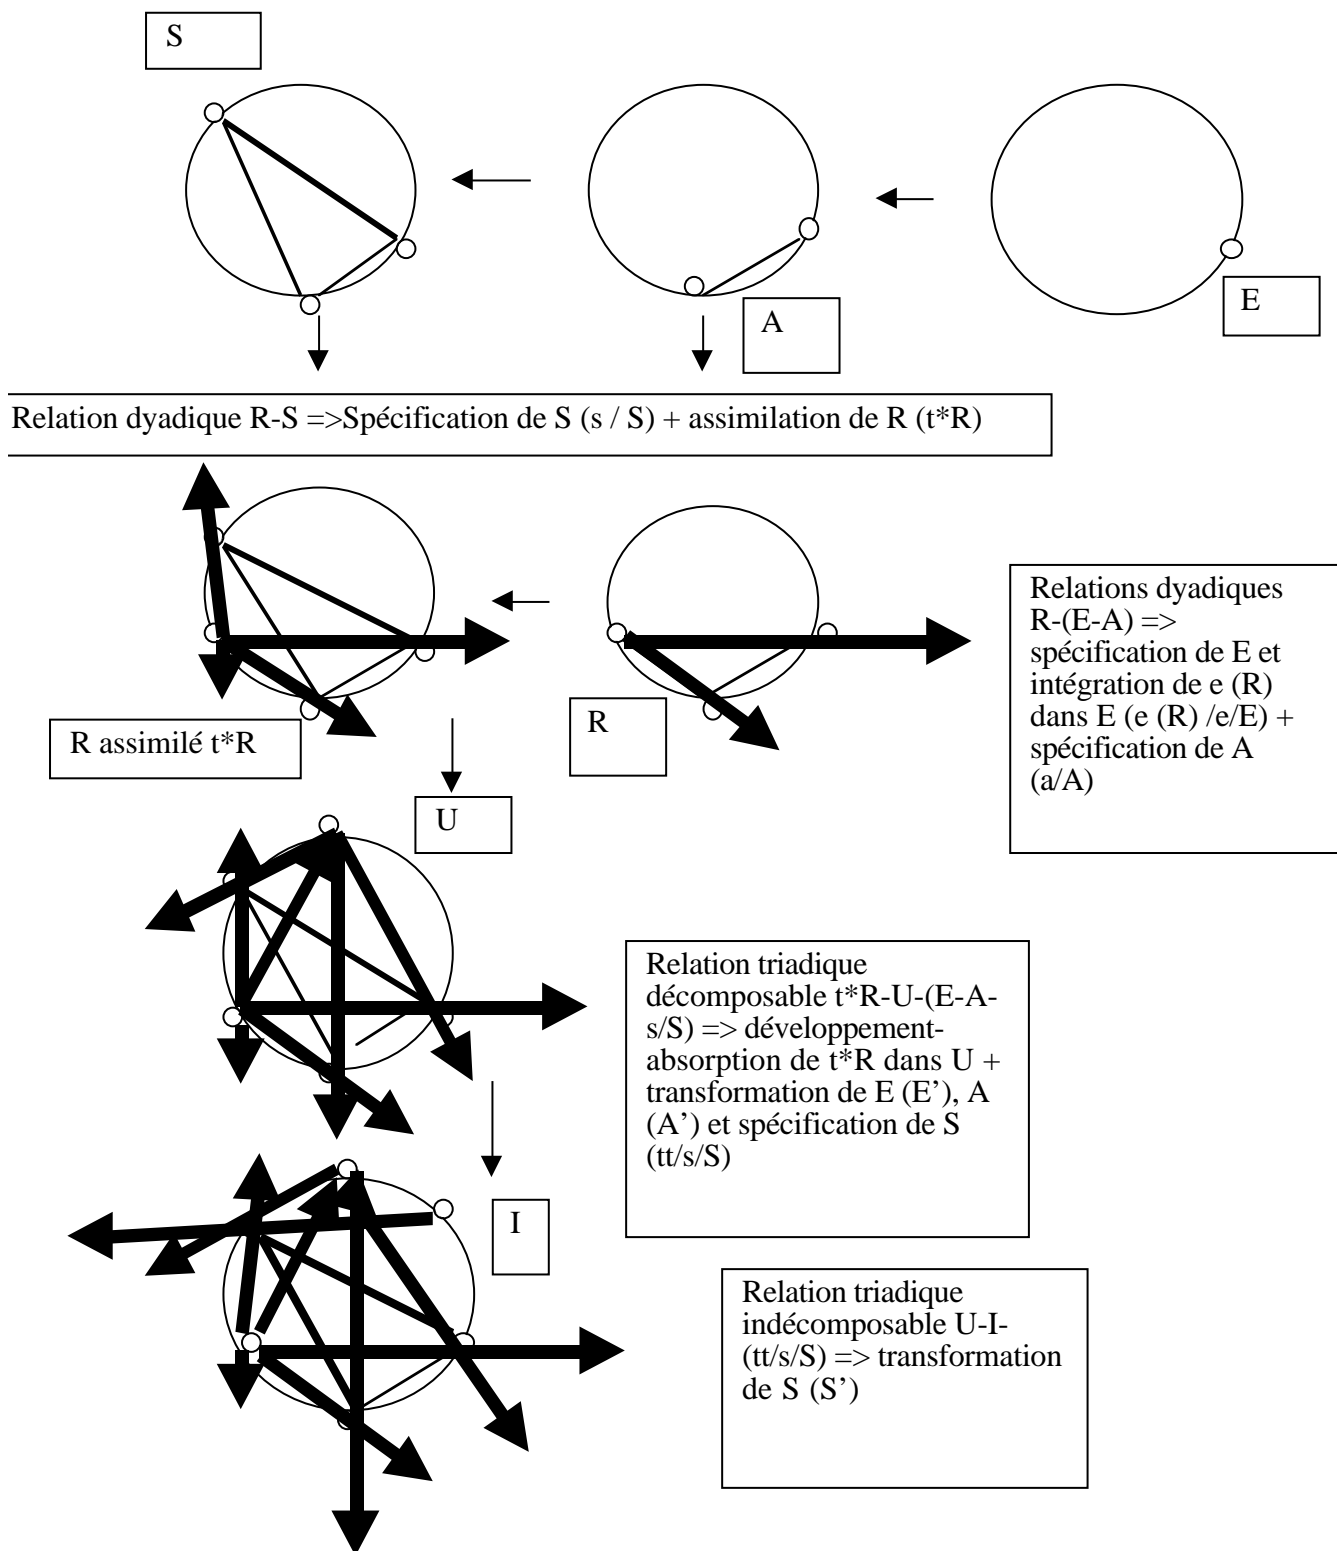 S
A
E
Relation dyadique R-S =>Spécification de S (s / S) + assimilation de R (t*R)
Relations dyadiques
R-(E-A) =>
spécification de E et
intégration de e (R)
dans E (e (R) /e/E) +
spécification de A
(a/A)
R assimilé t*R
R
U
Relation triadique
décomposable t*R-U-(E-A-
s/S) => développement-
absorption de t*R dans U +
transformation de E (E’), A
(A’) et spécification de S
(tt/s/S)
I
Relation triadique
indécomposable U-I-
(tt/s/S) => transformation
de S (S’)